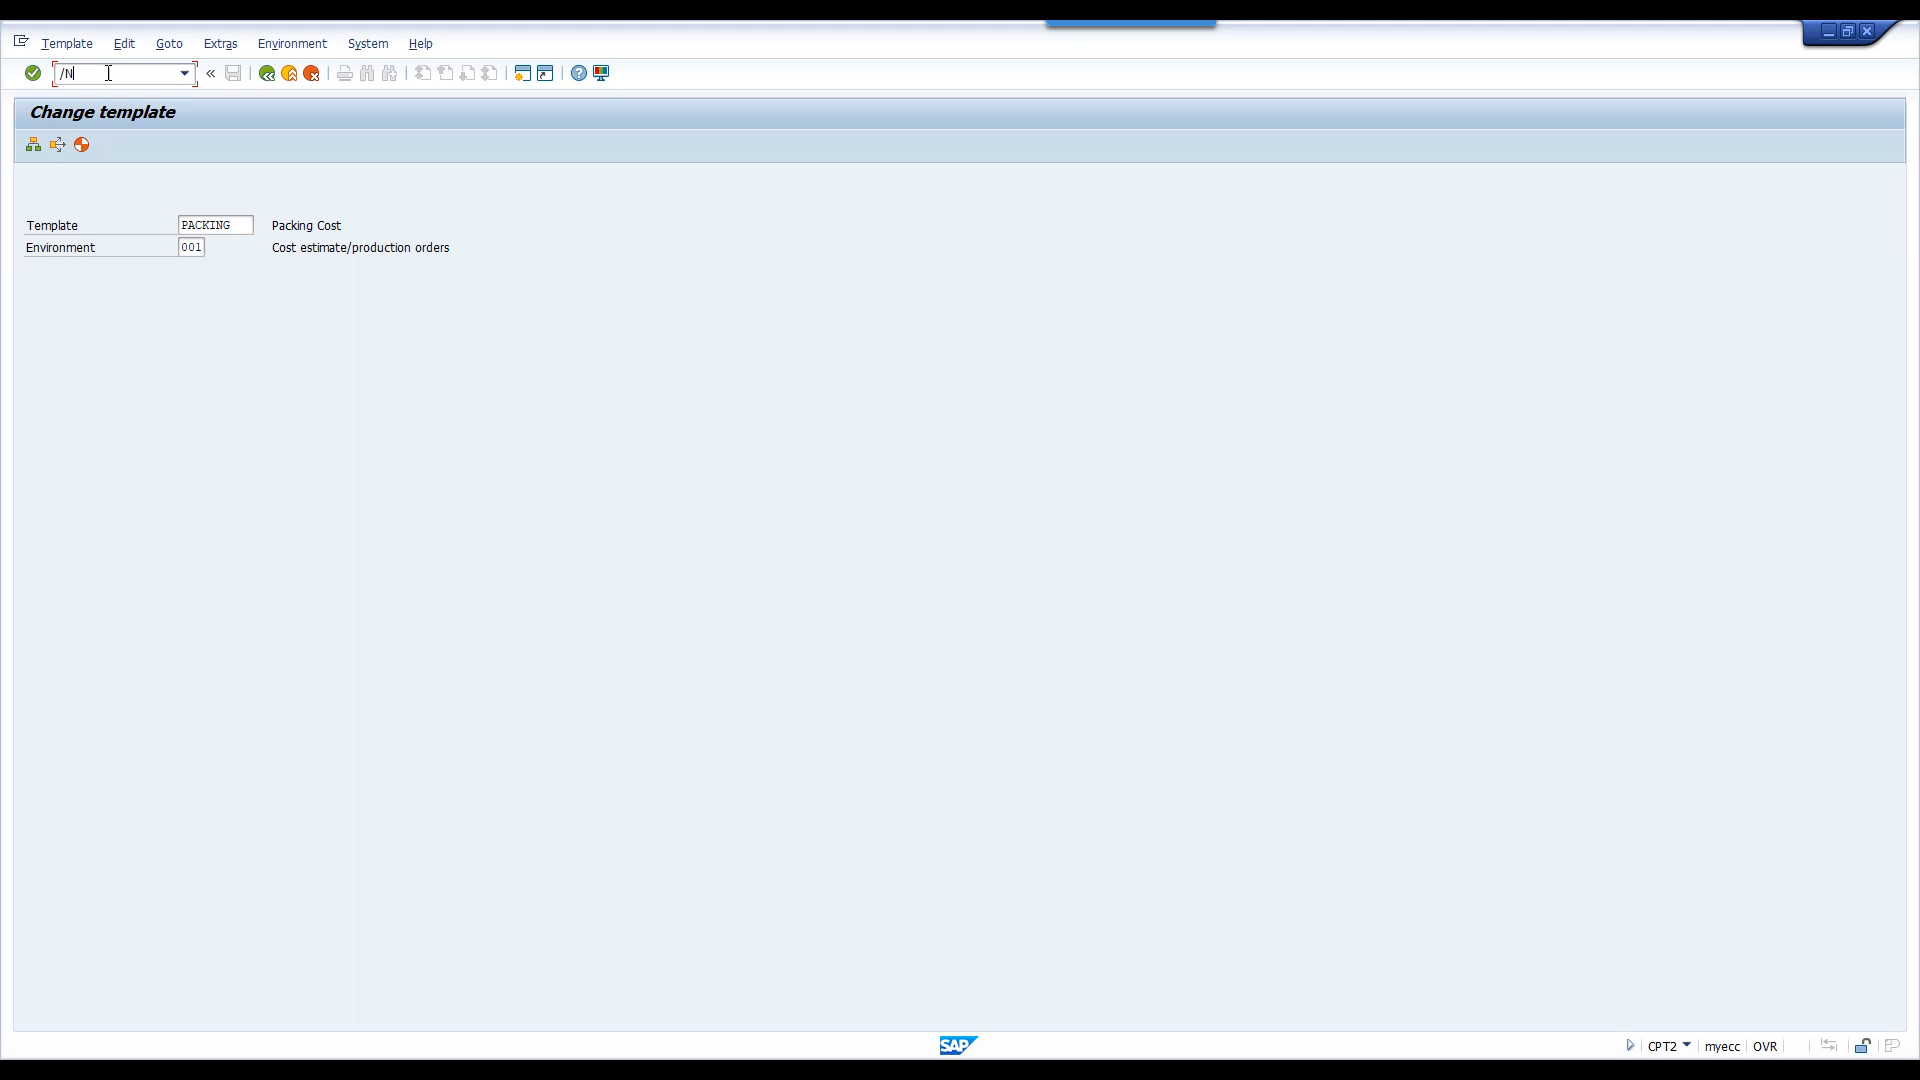 Template Edit Goto Extras Environment System Help
/N
Change template
Template PACKING Packing Cost
Environment 001 Cost estimate/production orders
SAP CPT2 myecc OVR